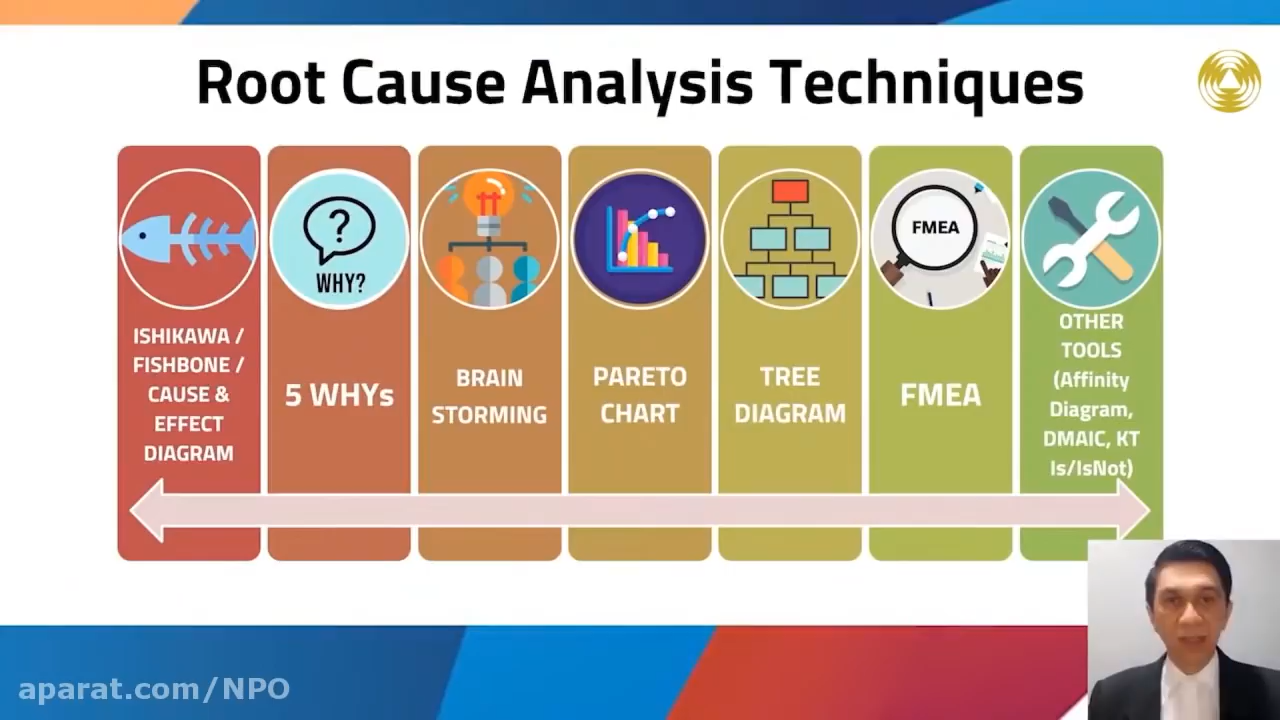 Root Cause Analysis Techniques
?
WHY?
FMEA
ISHIKAWA /
FISHBONE /
CAUSE &
EFFECT
DIAGRAM
5 WHYs
BRAIN
STORMING
PARETO
CHART
TREE
DIAGRAM
FMEA
OTHER
TOOLS
(Affinity
Diagram,
DMAIC, KT
Is/IsNot)
aparat.com/NPO